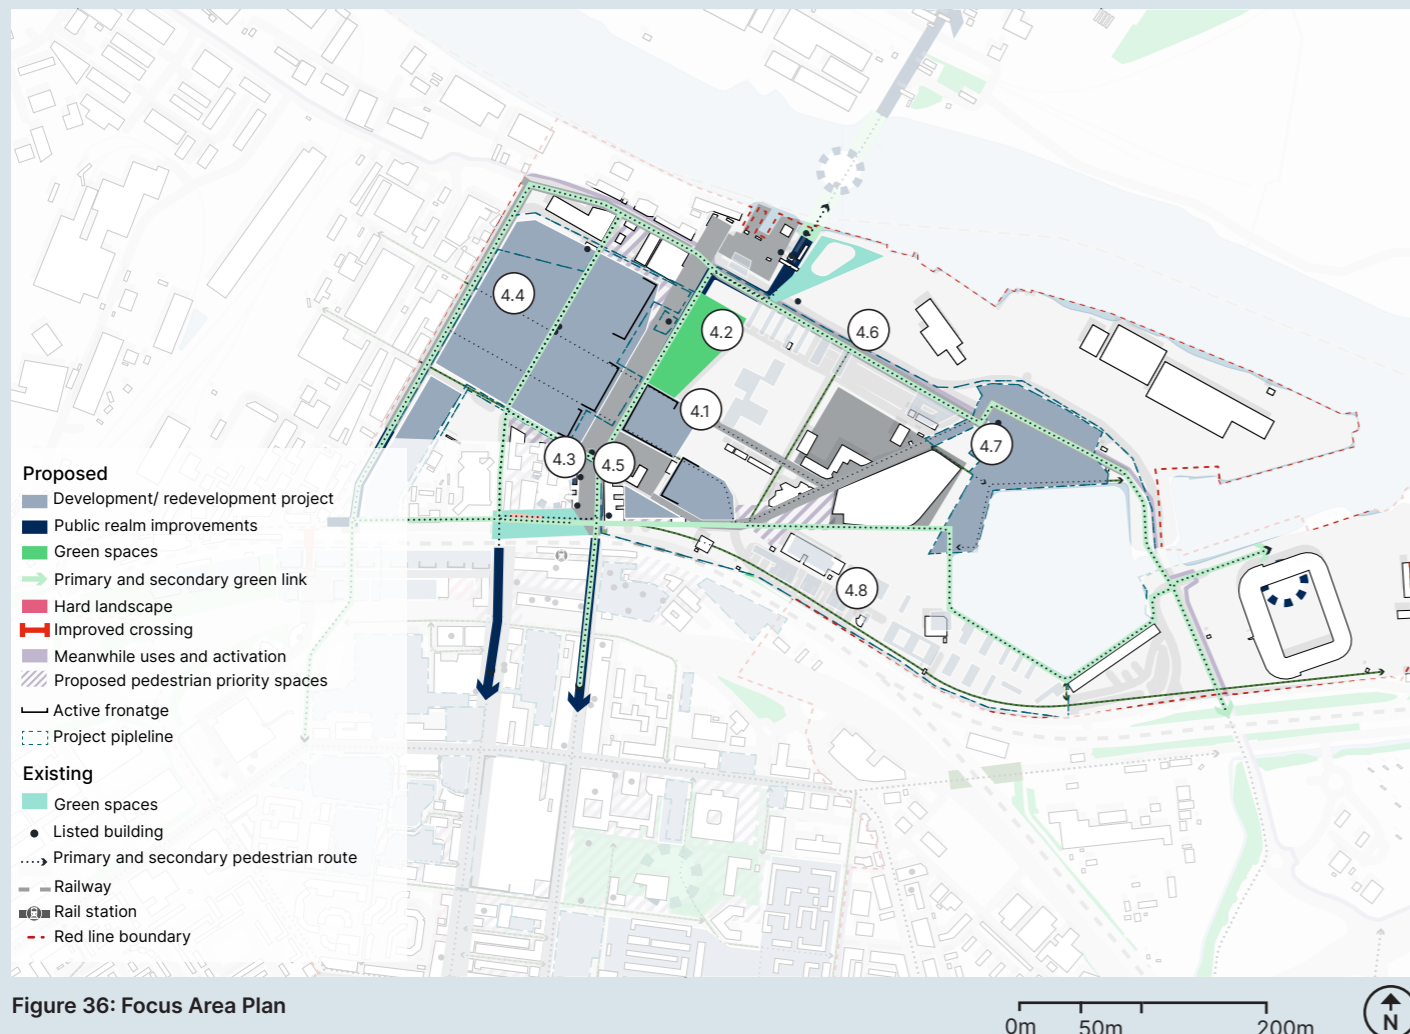 4.4
4.2
4.6
4.1
4.7
4.3
4.5
4.8
Proposed
Development/ redevelopment project
Public realm improvements
Green spaces
Primary and secondary green link
Hard landscape
Improved crossing
Meanwhile uses and activation
Proposed pedestrian priority spaces
Active fronatge
Project pipleline
Existing
Green spaces
Listed building
Primary and secondary pedestrian route
Railway
Rail station
Red line boundary
Figure 36: Focus Area Plan
0m 50m 200m
N